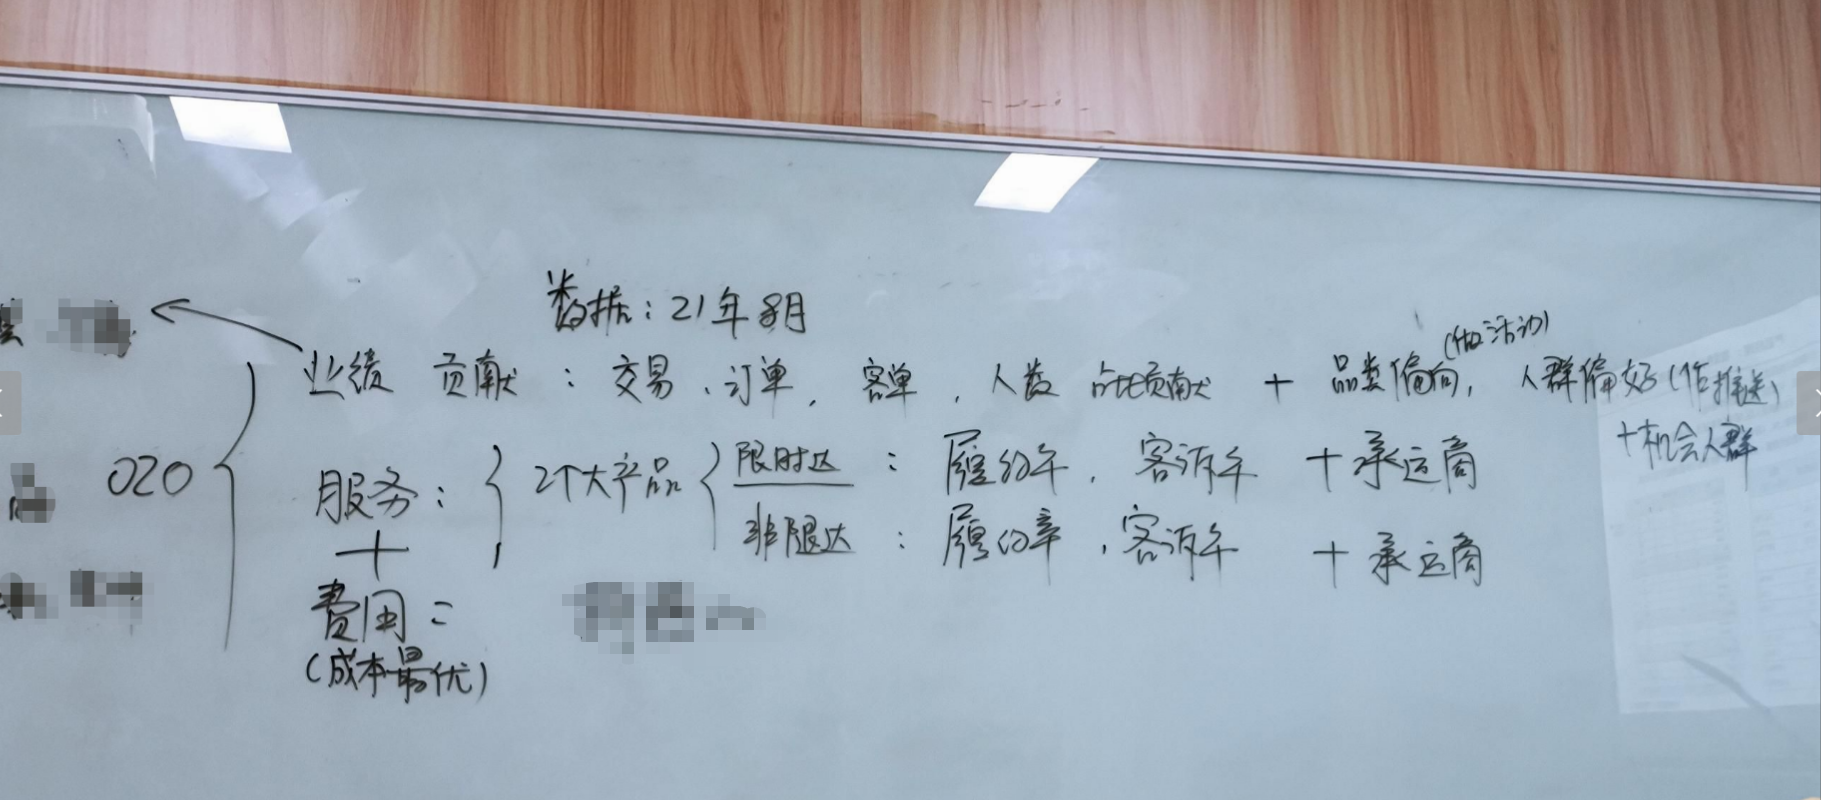 数据：21年8月
(做活动)
业绩 贡献：交易、订单，客单，人数 占比贡献 + 品类偏向，人群偏好(作推送)
+机会人群
O2O
服务：
2个大产品
限时达：履约率，客诉率 +承运商
非限达：履约率，客诉率 +承运商
+
费用：
(成本最优)